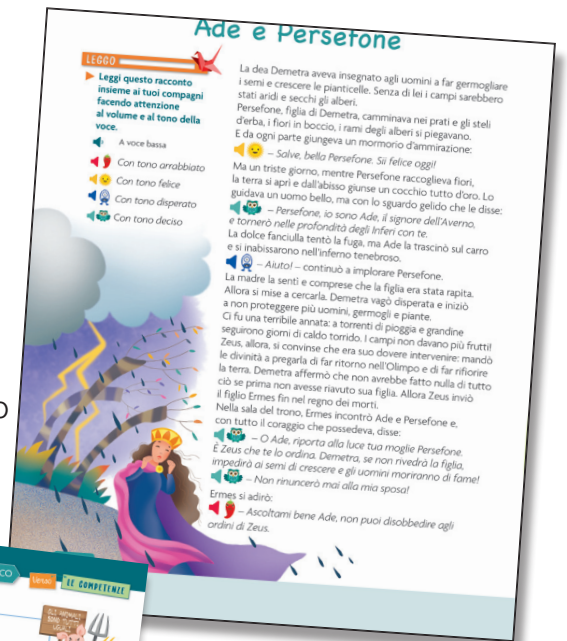 Ade e Persefone
LEGGO
Leggi questo racconto
insieme ai tuoi compagni
facendo attenzione
al volume e al tono della
voce.
A voce bassa
Con tono arrabbiato
Con tono felice
Con tono disperato
Con tono deciso
La dea Demetra aveva insegnato agli uomini a far germogliare
i semi e crescere le pianticelle. Senza di lei i campi sarebbero
stati aridi e secchi gli alberi.
Persefone, figlia di Demetra, camminava nei prati e gli steli
d'erba, i fiori in boccio, i rami degli alberi si piegavano.
E da ogni parte giungeva un mormorio d'ammirazione:
– Salve, bella Persefone. Sii felice oggi!
Ma un triste giorno, mentre Persefone raccoglieva fiori,
la terra si aprì e dall'abisso giunse un cocchio tutto d'oro. Lo
guidava un uomo bello, ma con lo sguardo gelido che le disse:
– Persefone, io sono Ade, il signore dell'Averno,
e tornerò nelle profondità degli Inferi con te.
La dolce fanciulla tentò la fuga, ma Ade la trascinò sul carro
e si inabissarono nell'inferno tenebroso.
– Aiuto! – continuò a implorare Persefone.
La madre la sentì e comprese che la figlia era stata rapita.
Allora si mise a cercarla. Demetra vagò disperata e iniziò
a non proteggere più uomini, germogli e piante.
Ci fu una terribile annata: a torrenti di pioggia e grandine
seguirono giorni di caldo torrido. I campi non davano più frutti!
Zeus, allora, si convinse che era suo dovere intervenire: mandò
le divinità a pregarla di far ritorno nell'Olimpo e di far rifiorire
la terra. Demetra affermò che non avrebbe fatto nulla di tutto
ciò se prima non avesse riavuto sua figlia. Allora Zeus inviò
il figlio Ermes fin nel regno dei morti.
Nella sala del trono, Ermes incontrò Ade e Persefone e,
con tutto il coraggio che possedeva, disse:
– O Ade, riporta alla luce tua moglie Persefone.
È Zeus che te lo ordina. Demetra, se non rivedrà la figlia,
impedirà ai semi di crescere e gli uomini moriranno di fame!
– Non rinuncerò mai alla mia sposa!
Ermes si adirò:
– Ascoltami bene Ade, non puoi disobbedire agli
ordini di Zeus.
O
CO
Verso
LE COMPETENZE
GLI ANIMALI
SONO TUTTI
UGUALI